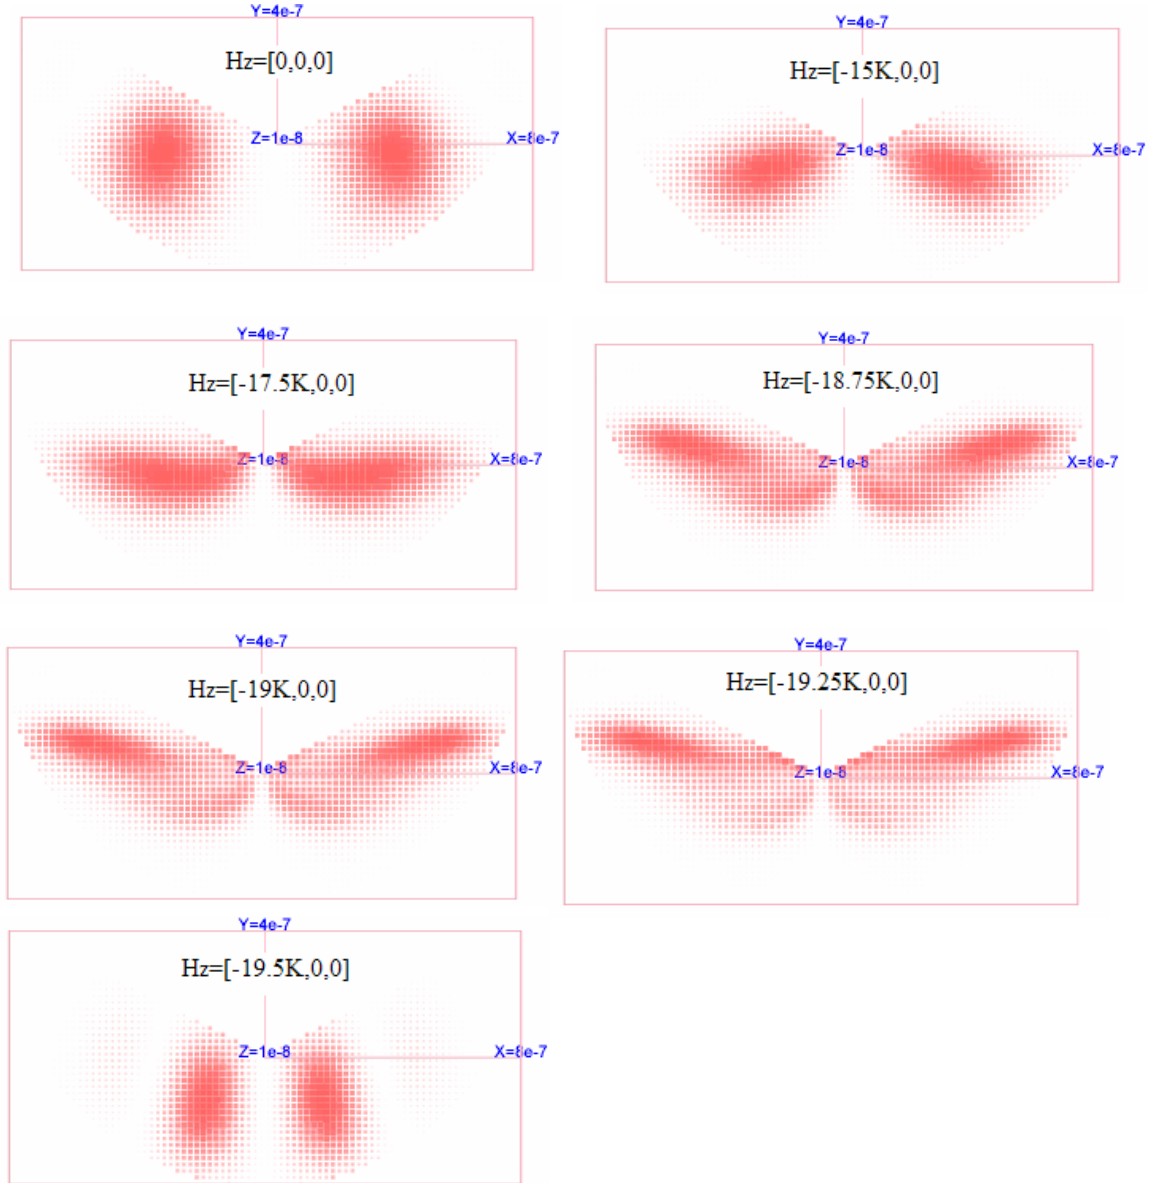 Y=4e-7
Hz=[0,0,0]
Z=1e-8
X=8e-7
Y=4e-7
Hz=[-15K,0,0]
Z=1e-8
X=8e-7
Y=4e-7
Hz=[-17.5K,0,0]
Z=1e-8
X=8e-7
Y=4e-7
Hz=[-18.75K,0,0]
Z=1e-8
X=8e-7
Y=4e-7
Hz=[-19K,0,0]
Z=1e-8
X=8e-7
Y=4e-7
Hz=[-19.25K,0,0]
Z=1e-8
X=8e-7
Y=4e-7
Hz=[-19.5K,0,0]
Z=1e-8
X=8e-7